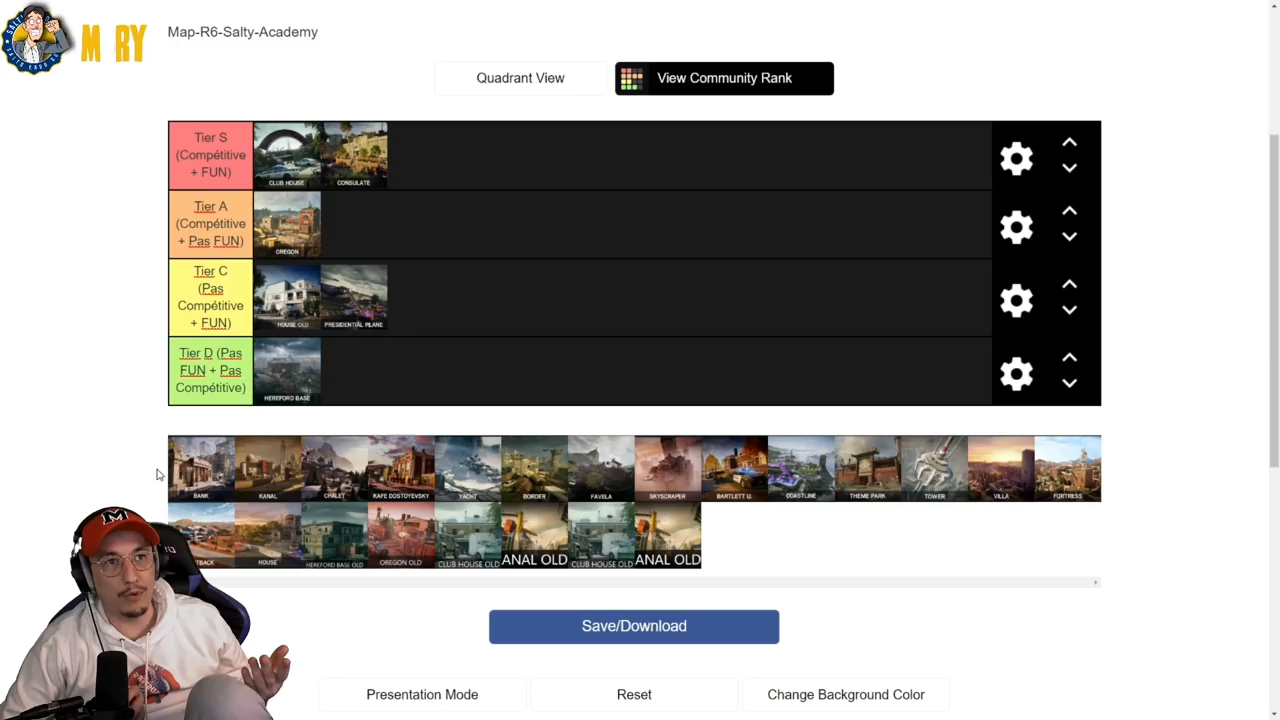 Map-R6-Salty-Academy
Quadrant View
View Community Rank
Tier S
(Compétitive
+ FUN)
CLUB HOUSE
CONSULATE
Tier A
(Compétitive
+ Pas FUN)
OREGON
Tier C
(Pas
Compétitive
+ FUN)
HOUSE OLD
PRESIDENTIAL PLANE
Tier D (Pas
FUN + Pas
Compétitive)
HEREFORD BASE
BANK
KANAL
CHALET
KAFE DOSTOYEVSKY
YACHT
BORDER
FAVELA
SKYSCRAPER
BARTLETT U.
COASTLINE
THEME PARK
TOWER
VILLA
FORTRESS
TBACK
HOUSE
HEREFORD BASE OLD
OREGON OLD
CLUB HOUSE OLD
ANAL OLD
CLUB HOUSE OLD
ANAL OLD
Save/Download
Presentation Mode
Reset
Change Background Color